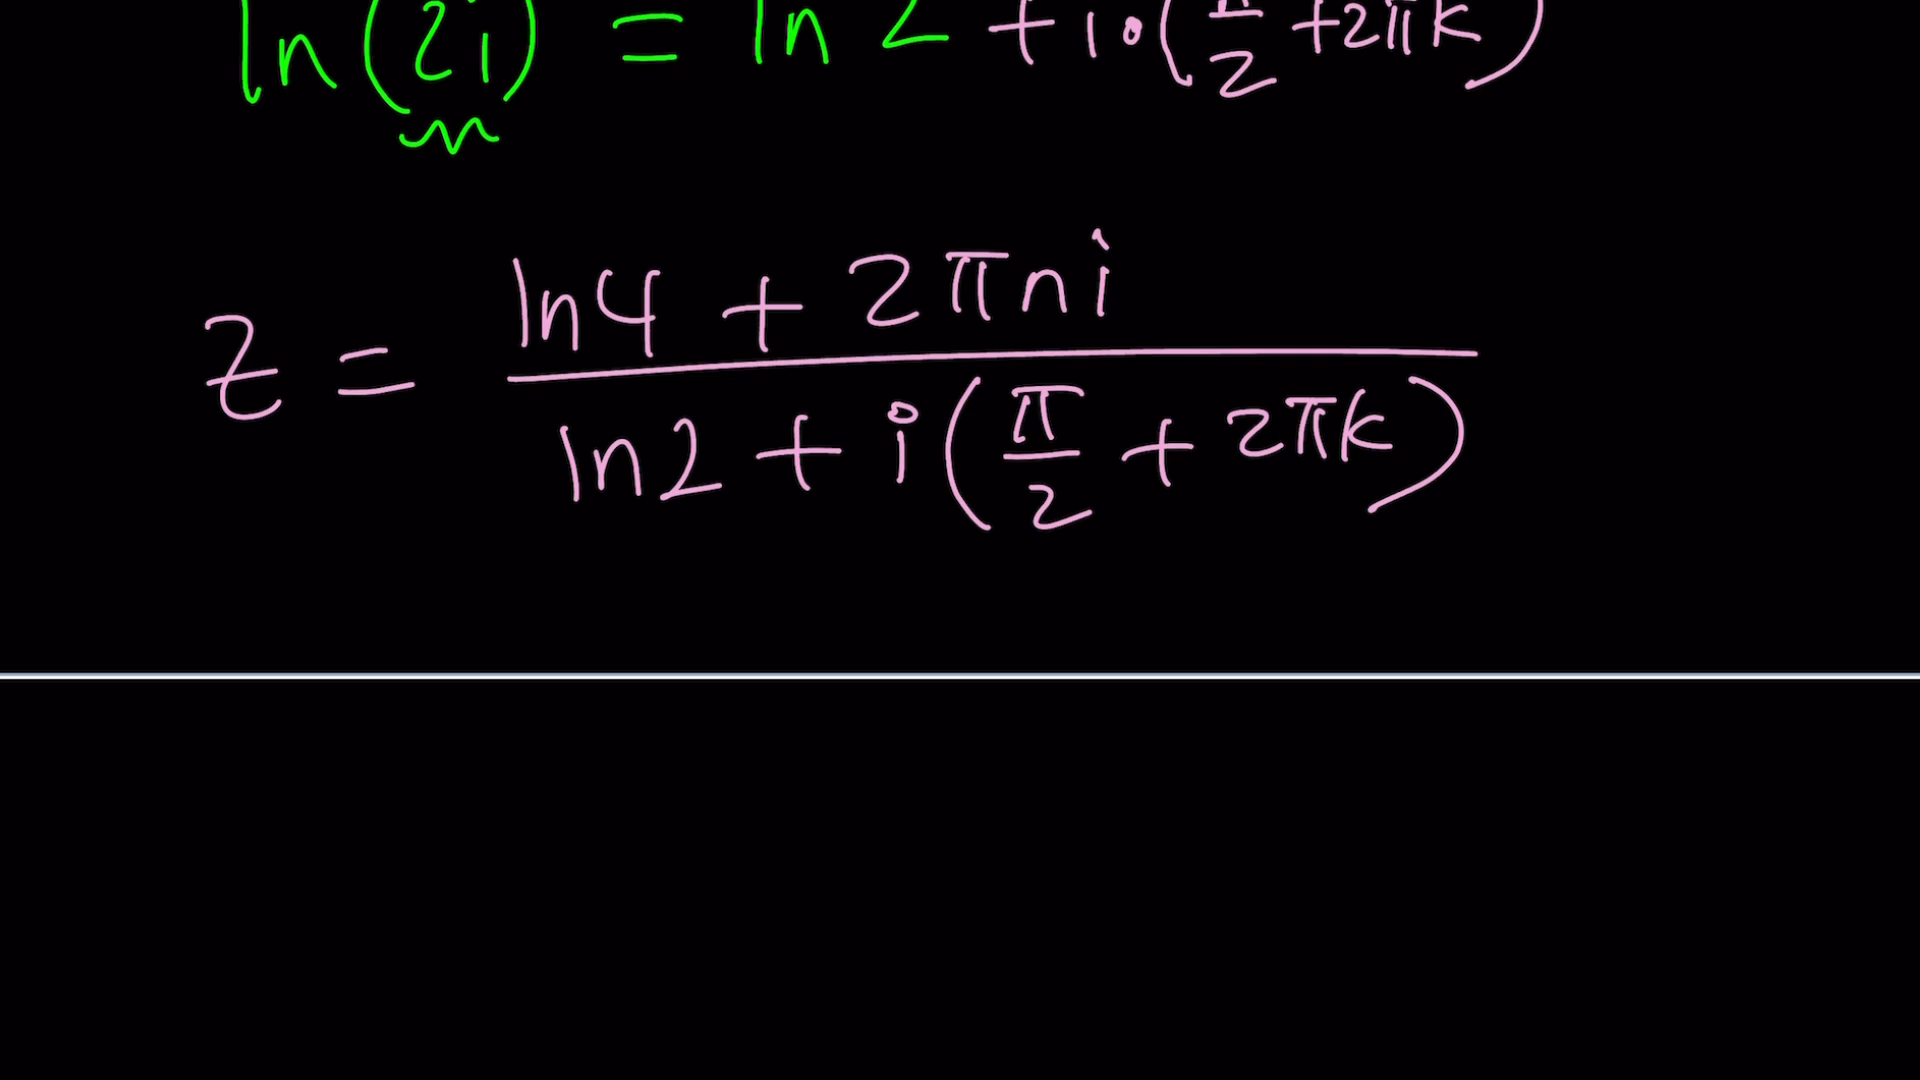 ln(2i) = ln 2 + i·(π/2 + 2πk)
z = (ln4 + 2πni) / (ln2 + i(π/2 + 2πk))